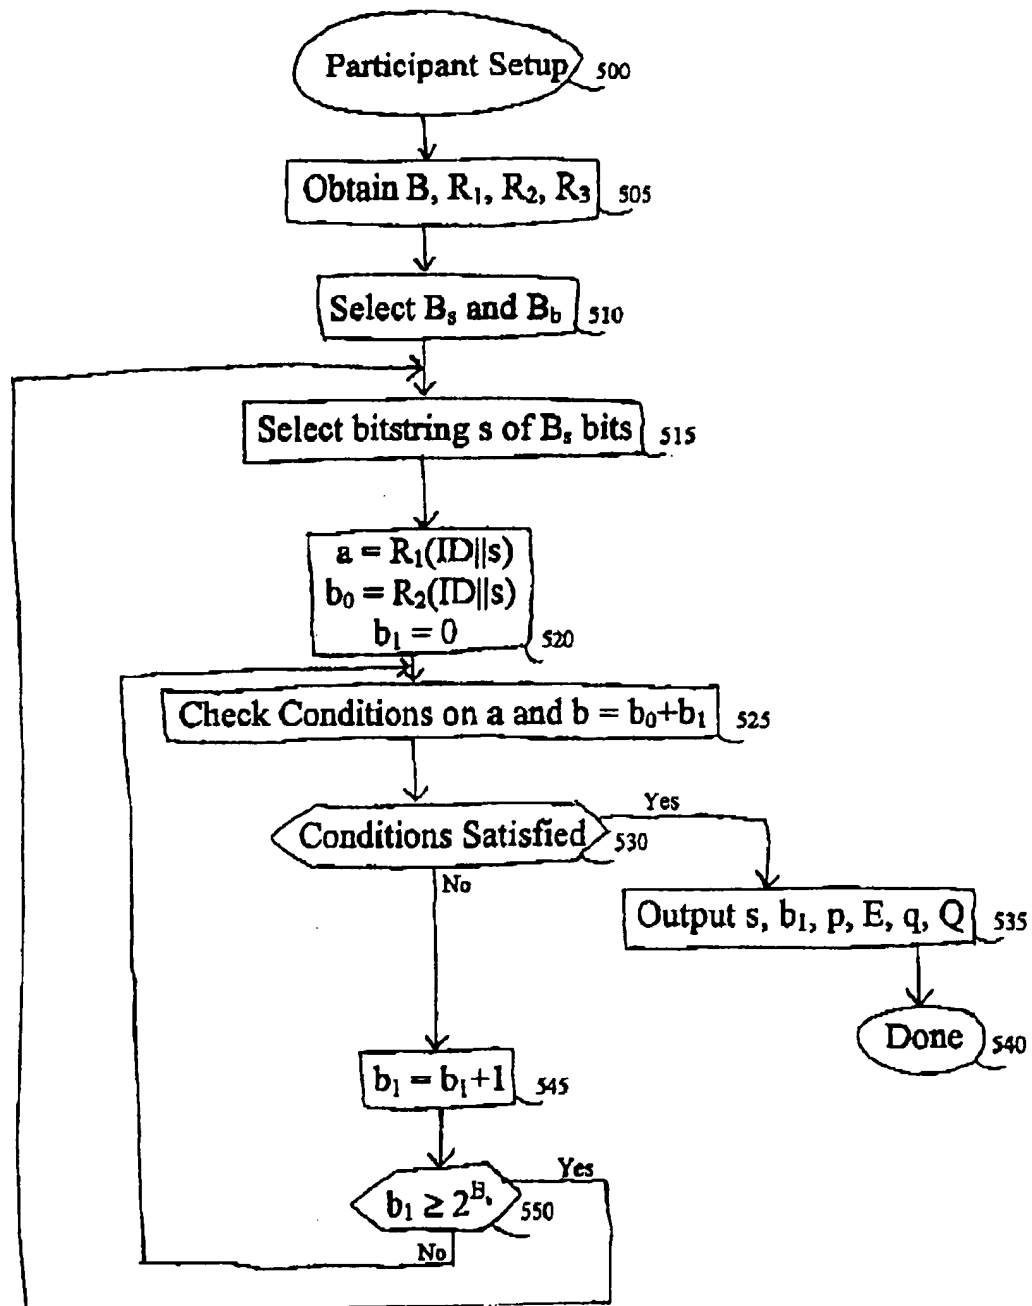 Participant Setup 500
Obtain B, R₁, R₂, R₃ 505
Select Bₛ and B_b 510
Select bitstring s of Bₛ bits 515
a = R₁(ID||s)
b₀ = R₂(ID||s)
b₁ = 0 520
Check Conditions on a and b = b₀+b₁ 525
Conditions Satisfied 530
Yes
No
Output s, b₁, p, E, q, Q 535
Done 540
b₁ = b₁+1 545
b₁ ≥ 2^B 550
Yes
No